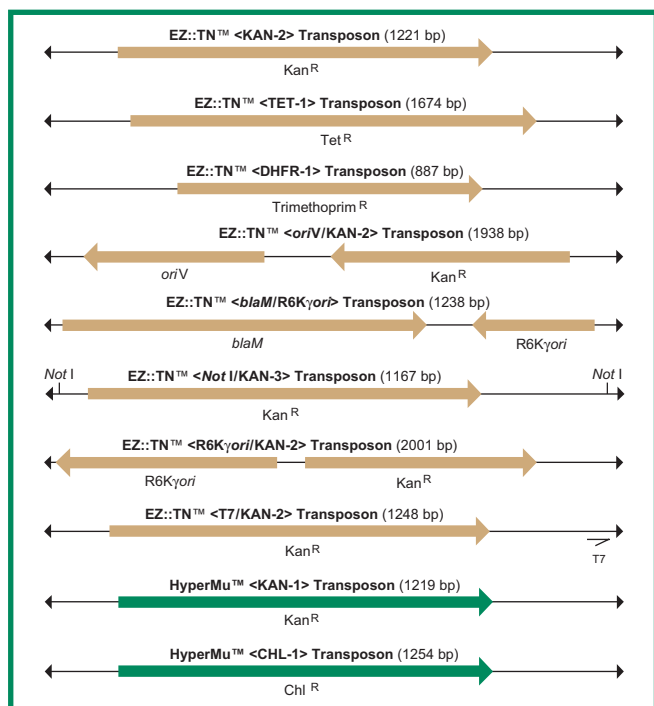 EZ::TN™ <KAN-2> Transposon (1221 bp)
Kan R
EZ::TN™ <TET-1> Transposon (1674 bp)
Tet R
EZ::TN™ <DHFR-1> Transposon (887 bp)
Trimethoprim R
EZ::TN™ <oriV/KAN-2> Transposon (1938 bp)
oriV Kan R
EZ::TN™ <blaM/R6Kγori> Transposon (1238 bp)
blaM R6Kγori
Not I EZ::TN™ <Not I/KAN-3> Transposon (1167 bp) Not I
Kan R
EZ::TN™ <R6Kγori/KAN-2> Transposon (2001 bp)
R6Kγori Kan R
EZ::TN™ <T7/KAN-2> Transposon (1248 bp)
Kan R T7
HyperMu™ <KAN-1> Transposon (1219 bp)
Kan R
HyperMu™ <CHL-1> Transposon (1254 bp)
Chl R